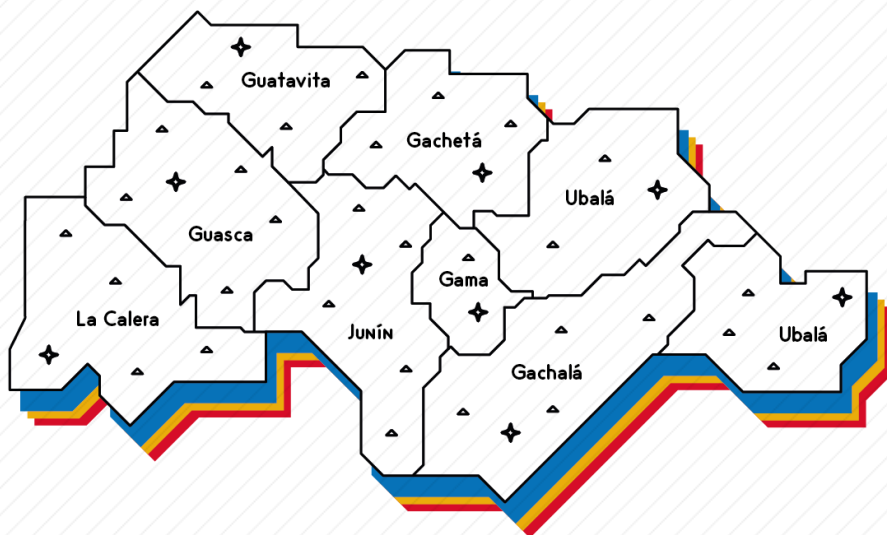 Guatavita
Gachetá
Ubalá
Guasca
Gama
La Calera
Junín
Ubalá
Gachalá